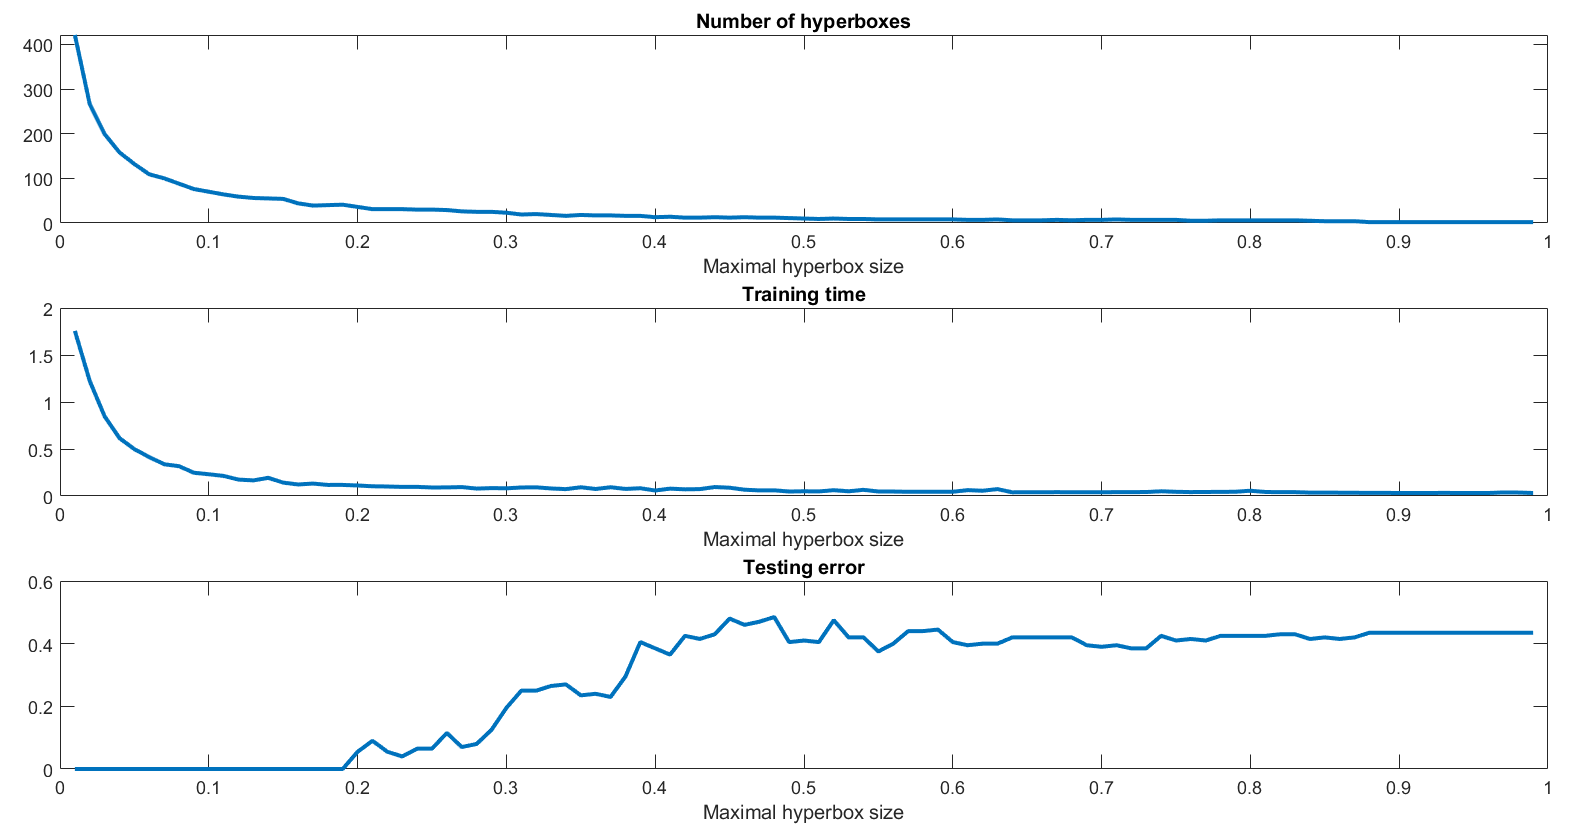 Number of hyperboxes
400
300
200
100
0
0 0.1 0.2 0.3 0.4 0.5 0.6 0.7 0.8 0.9 1
Maximal hyperbox size
Training time
2
1.5
1
0.5
0
0 0.1 0.2 0.3 0.4 0.5 0.6 0.7 0.8 0.9 1
Maximal hyperbox size
Testing error
0.6
0.4
0.2
0
0 0.1 0.2 0.3 0.4 0.5 0.6 0.7 0.8 0.9 1
Maximal hyperbox size